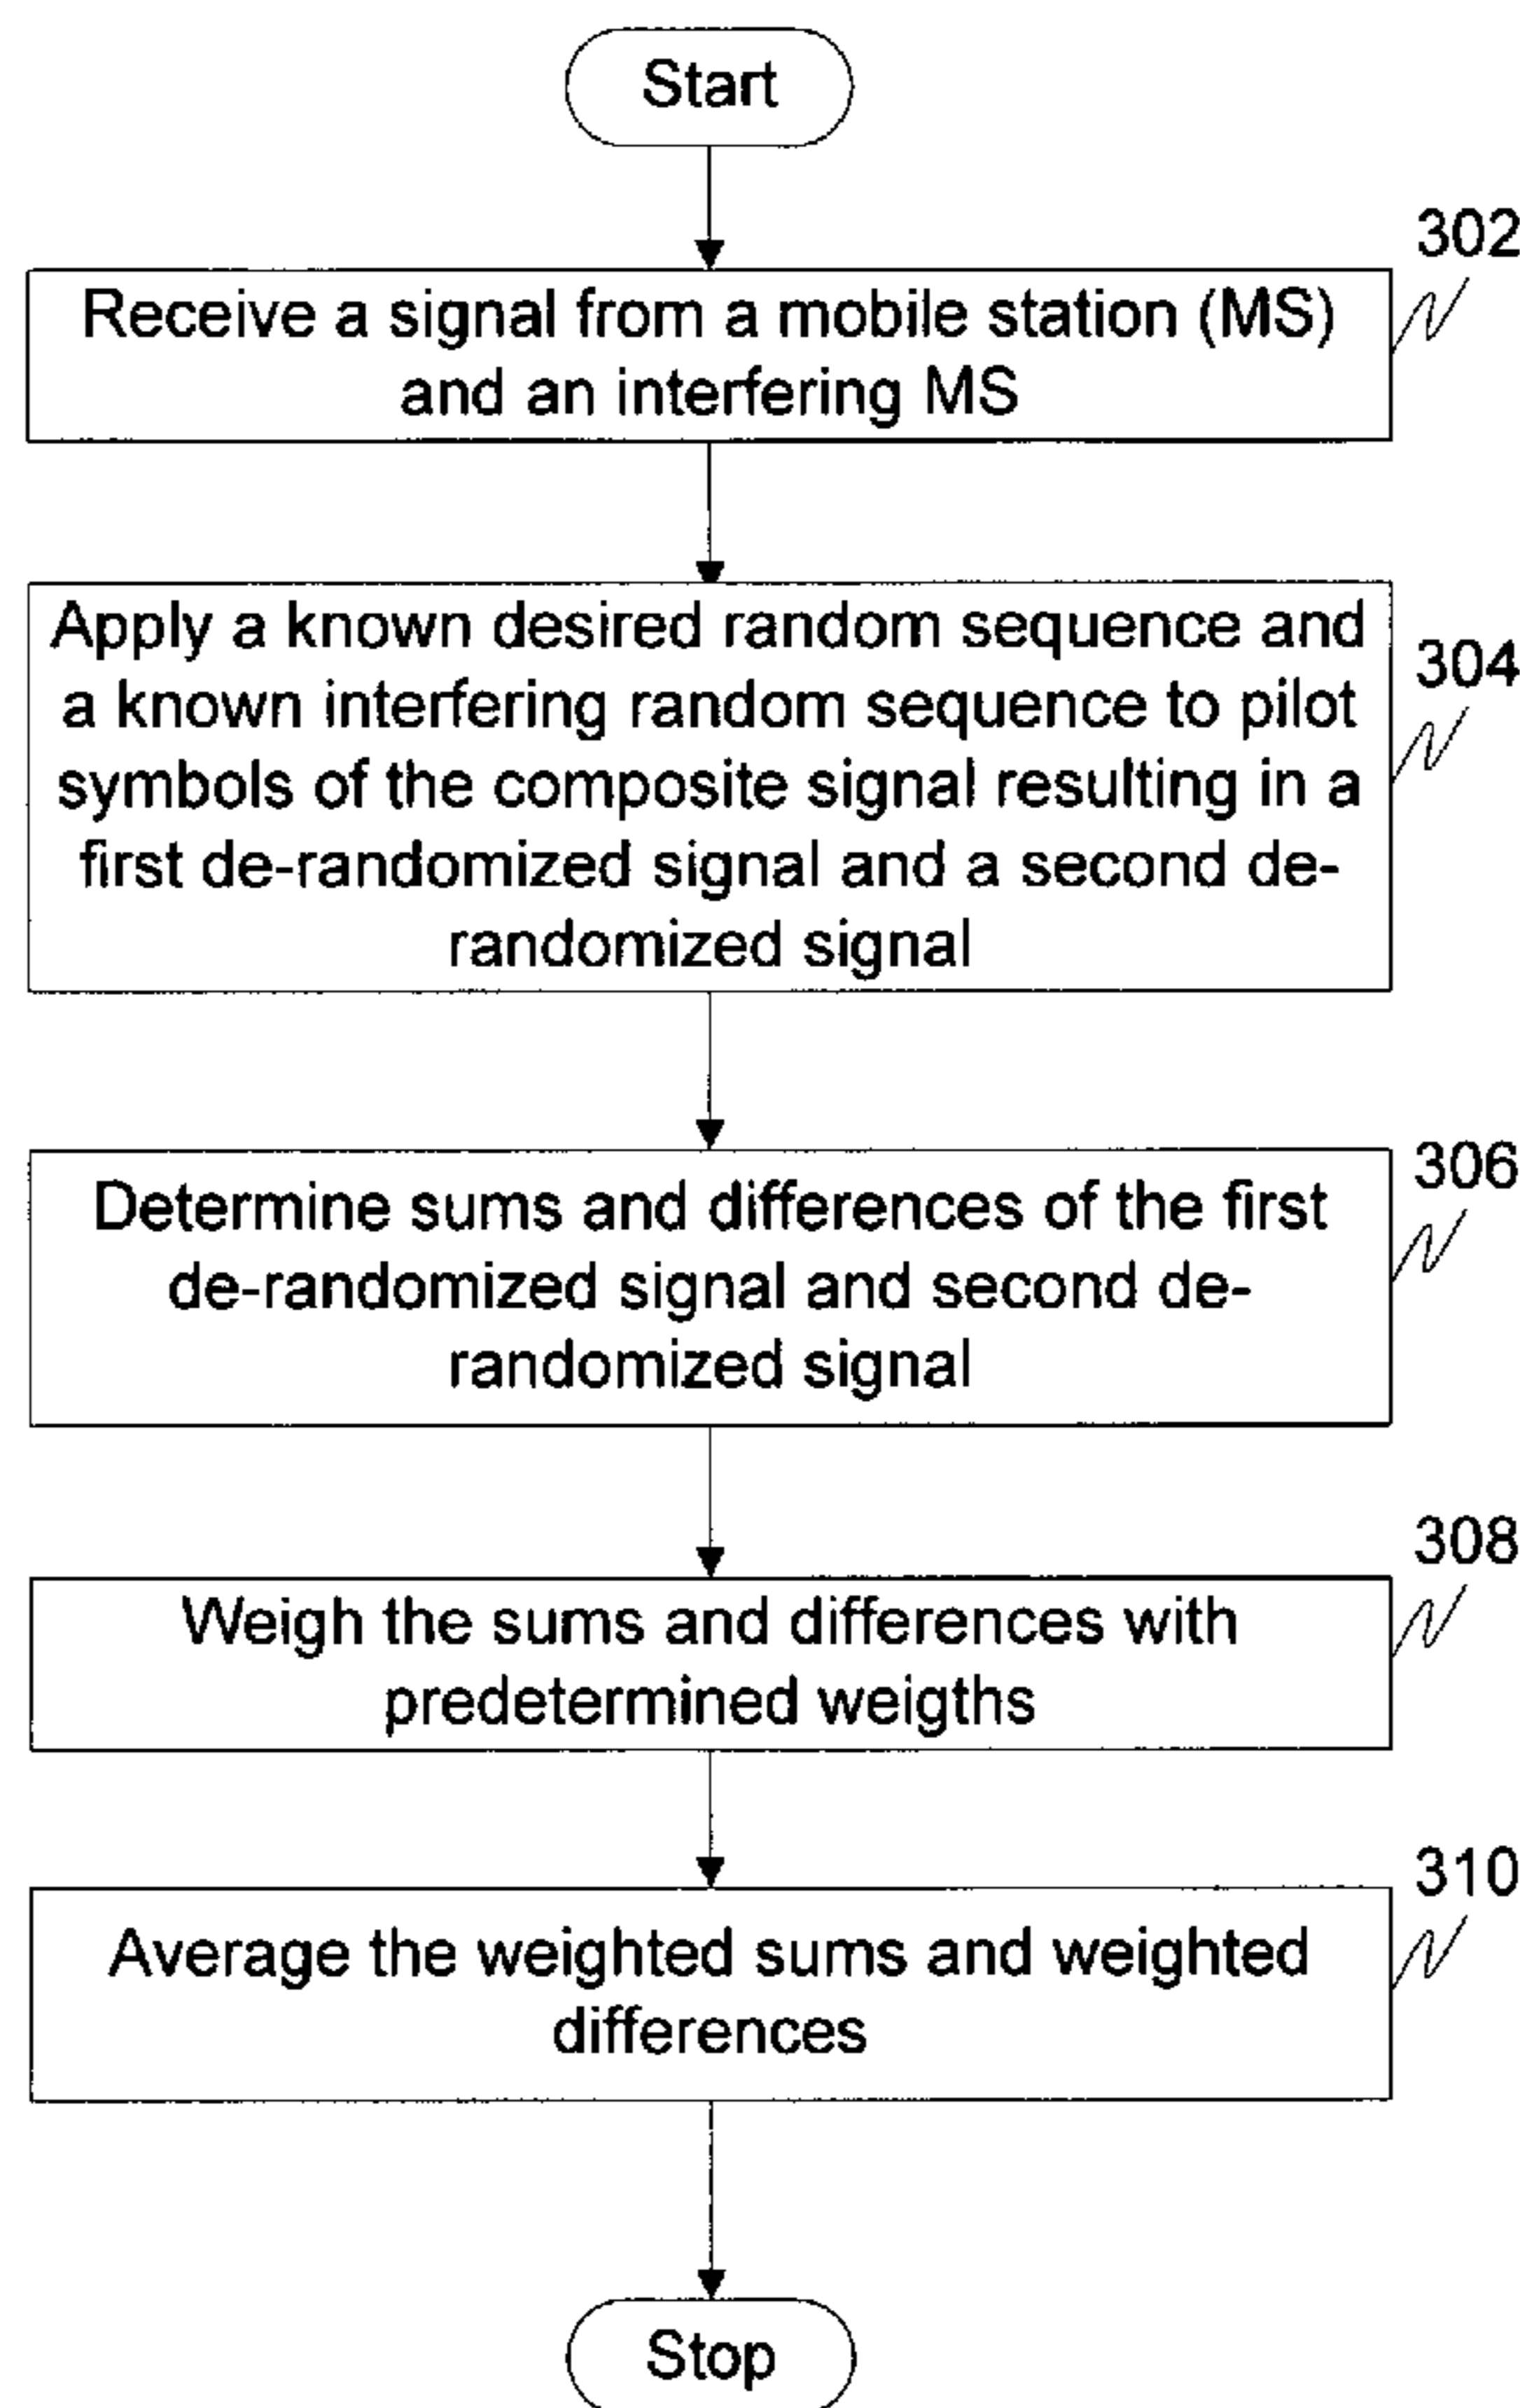 Start
302
Receive a signal from a mobile station (MS)
and an interfering MS
304
Apply a known desired random sequence and
a known interfering random sequence to pilot
symbols of the composite signal resulting in a
first de-randomized signal and a second de-
randomized signal
306
Determine sums and differences of the first
de-randomized signal and second de-
randomized signal
308
Weigh the sums and differences with
predetermined weigths
310
Average the weighted sums and weighted
differences
Stop